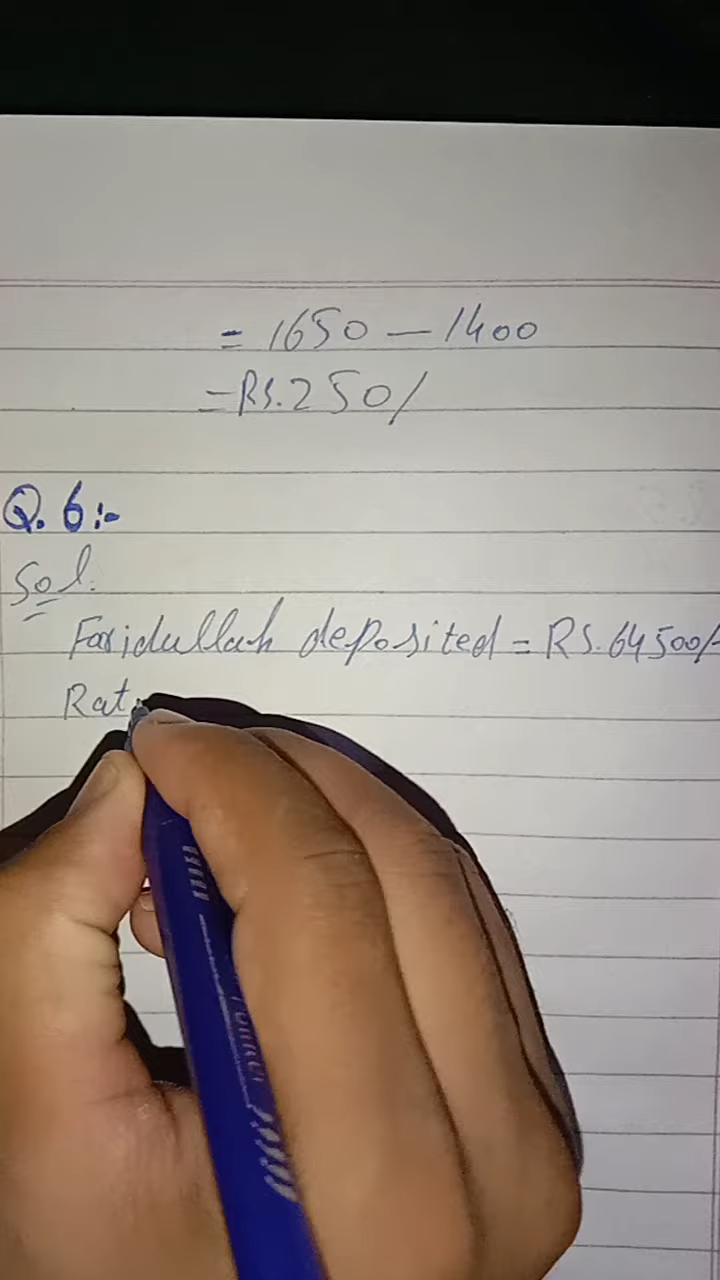 = 1650 — 1400
= Rs. 250/
Q. 6:-
Sol.
Faridullah deposited = RS. 64500/-
Rat